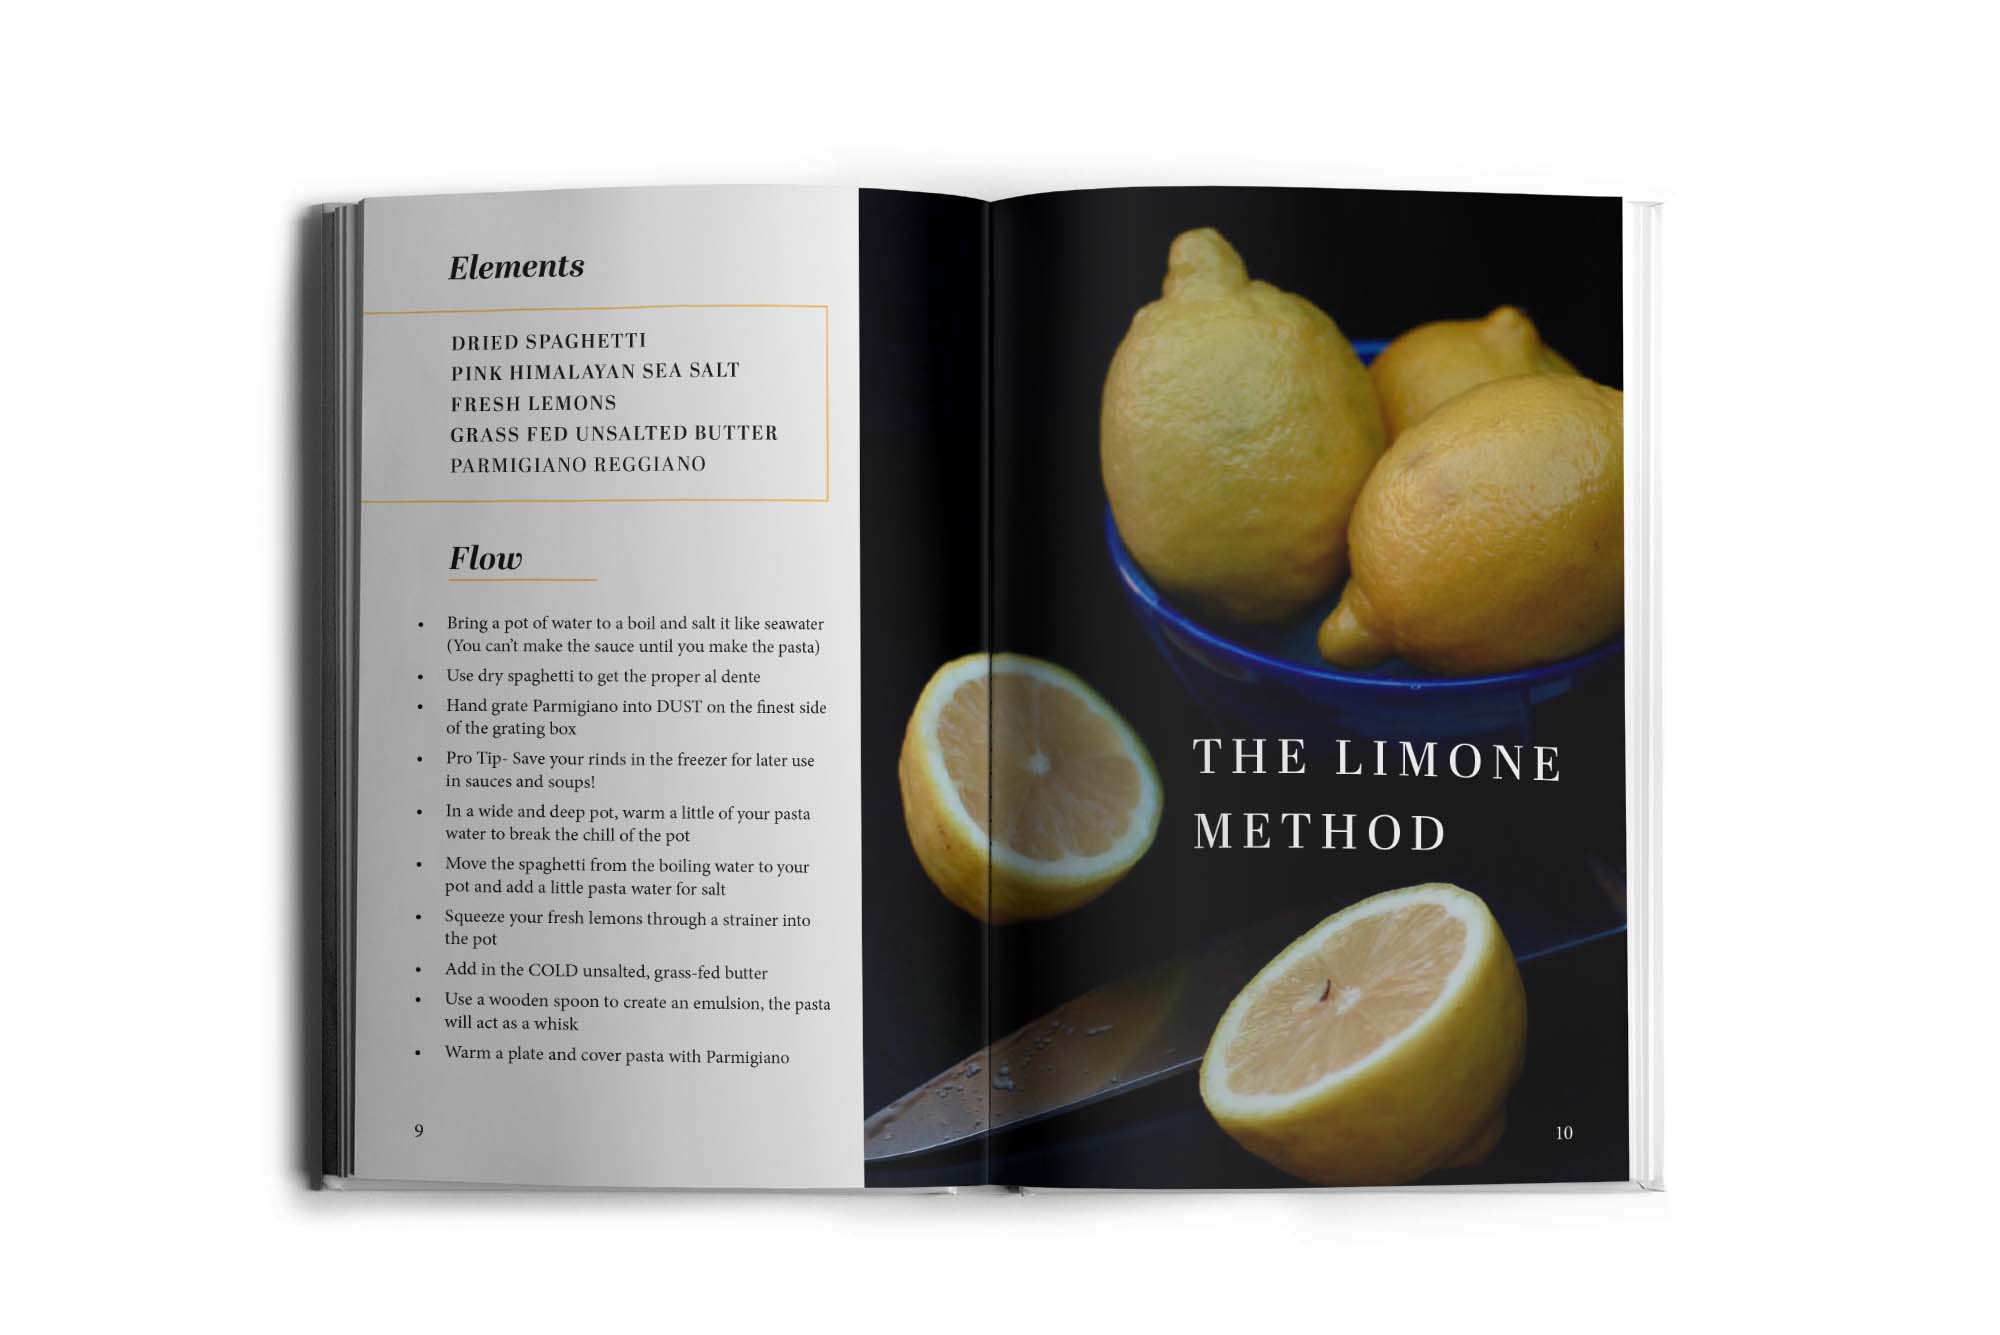 Elements
DRIED SPAGHETTI
PINK HIMALAYAN SEA SALT
FRESH LEMONS
GRASS FED UNSALTED BUTTER
PARMIGIANO REGGIANO
Flow
• Bring a pot of water to a boil and salt it like seawater
(You can't make the sauce until you make the pasta)
• Use dry spaghetti to get the proper al dente
• Hand grate Parmigiano into DUST on the finest side
of the grating box
• Pro Tip- Save your rinds in the freezer for later use
in sauces and soups!
• In a wide and deep pot, warm a little of your pasta
water to break the chill of the pot
• Move the spaghetti from the boiling water to your
pot and add a little pasta water for salt
• Squeeze your fresh lemons through a strainer into
the pot
• Add in the COLD unsalted, grass-fed butter
• Use a wooden spoon to create an emulsion, the pasta
will act as a whisk
• Warm a plate and cover pasta with Parmigiano
9
THE LIMONE
METHOD
10